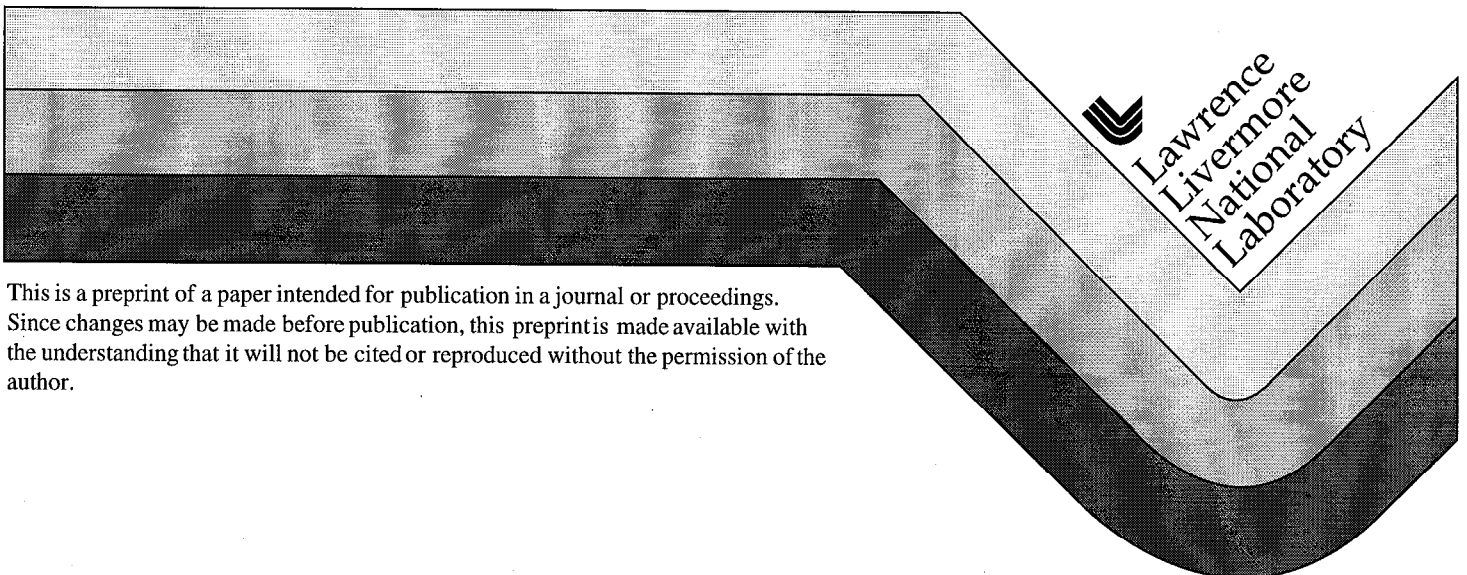 Lawrence
Livermore
National
Laboratory
This is a preprint of a paper intended for publication in a journal or proceedings.
Since changes may be made before publication, this preprint is made available with
the understanding that it will not be cited or reproduced without the permission of the
author.